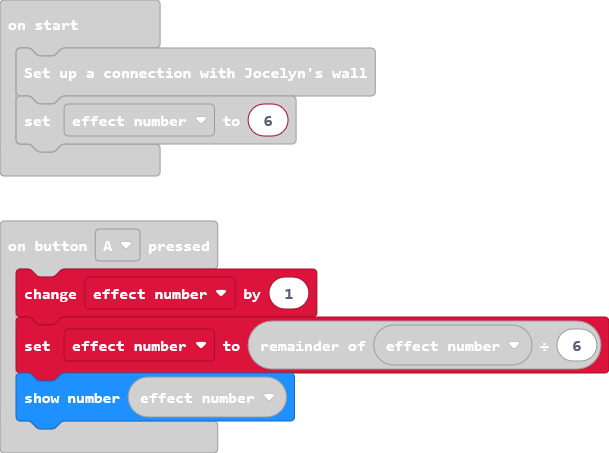 on start
Set up a connection with Jocelyn's wall
set effect number to 6
on button A pressed
change effect number by 1
set effect number to remainder of effect number ÷ 6
show number effect number